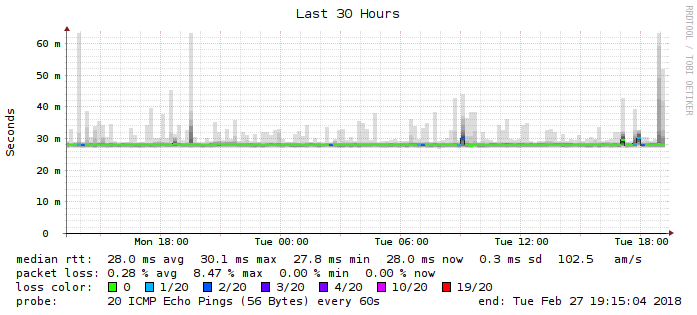 Last 30 Hours
RRDTOOL / TOBI OETIKER
Seconds
60 m
50 m
40 m
30 m
20 m
10 m
0
Mon 18:00 Tue 00:00 Tue 06:00 Tue 12:00 Tue 18:00
median rtt: 28.0 ms avg 30.1 ms max 27.8 ms min 28.0 ms now 0.3 ms sd 102.5 am/s
packet loss: 0.28 % avg 8.47 % max 0.00 % min 0.00 % now
loss color: 0 1/20 2/20 3/20 4/20 10/20 19/20
probe: 20 ICMP Echo Pings (56 Bytes) every 60s end: Tue Feb 27 19:15:04 2018